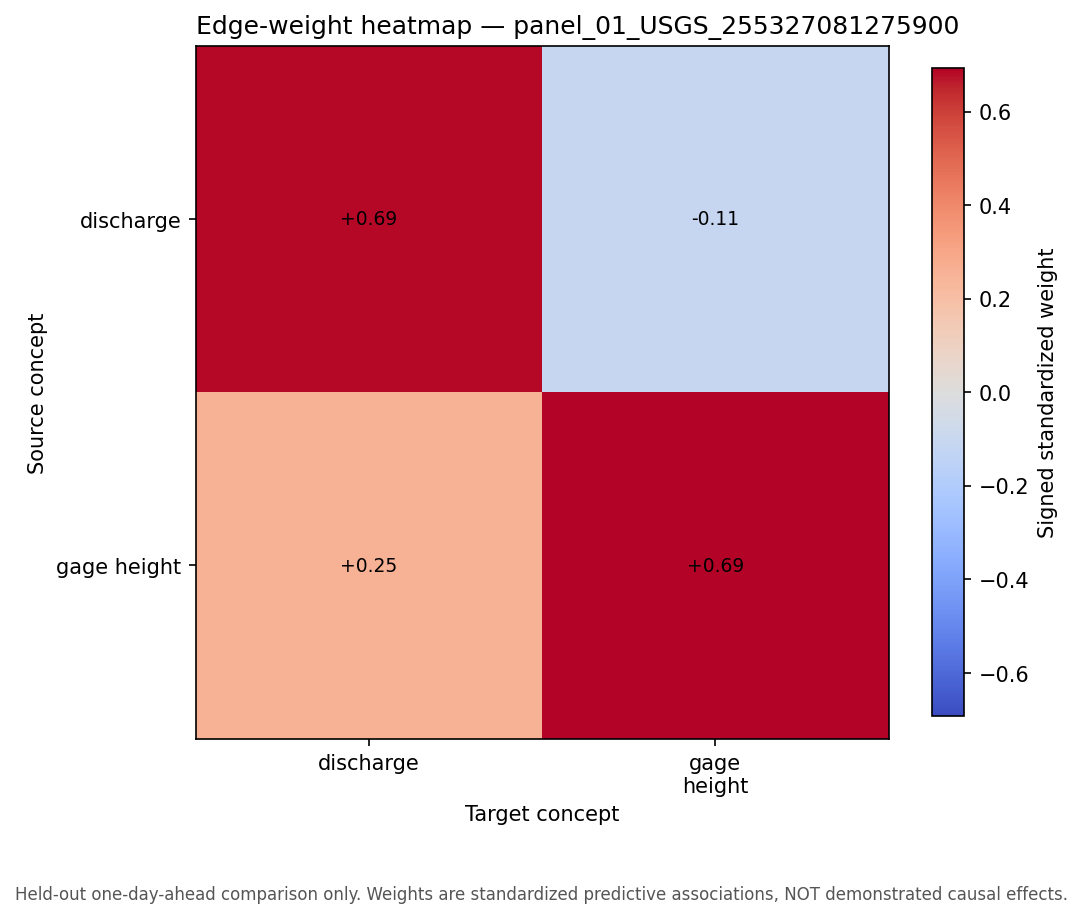 Edge-weight heatmap — panel_01_USGS_255327081275900
discharge
+0.69
-0.11
gage height
+0.25
+0.69
discharge
gage
height
Target concept
Source concept
0.6
0.4
0.2
0.0
−0.2
−0.4
−0.6
Signed standardized weight
Held-out one-day-ahead comparison only. Weights are standardized predictive associations, NOT demonstrated causal effects.